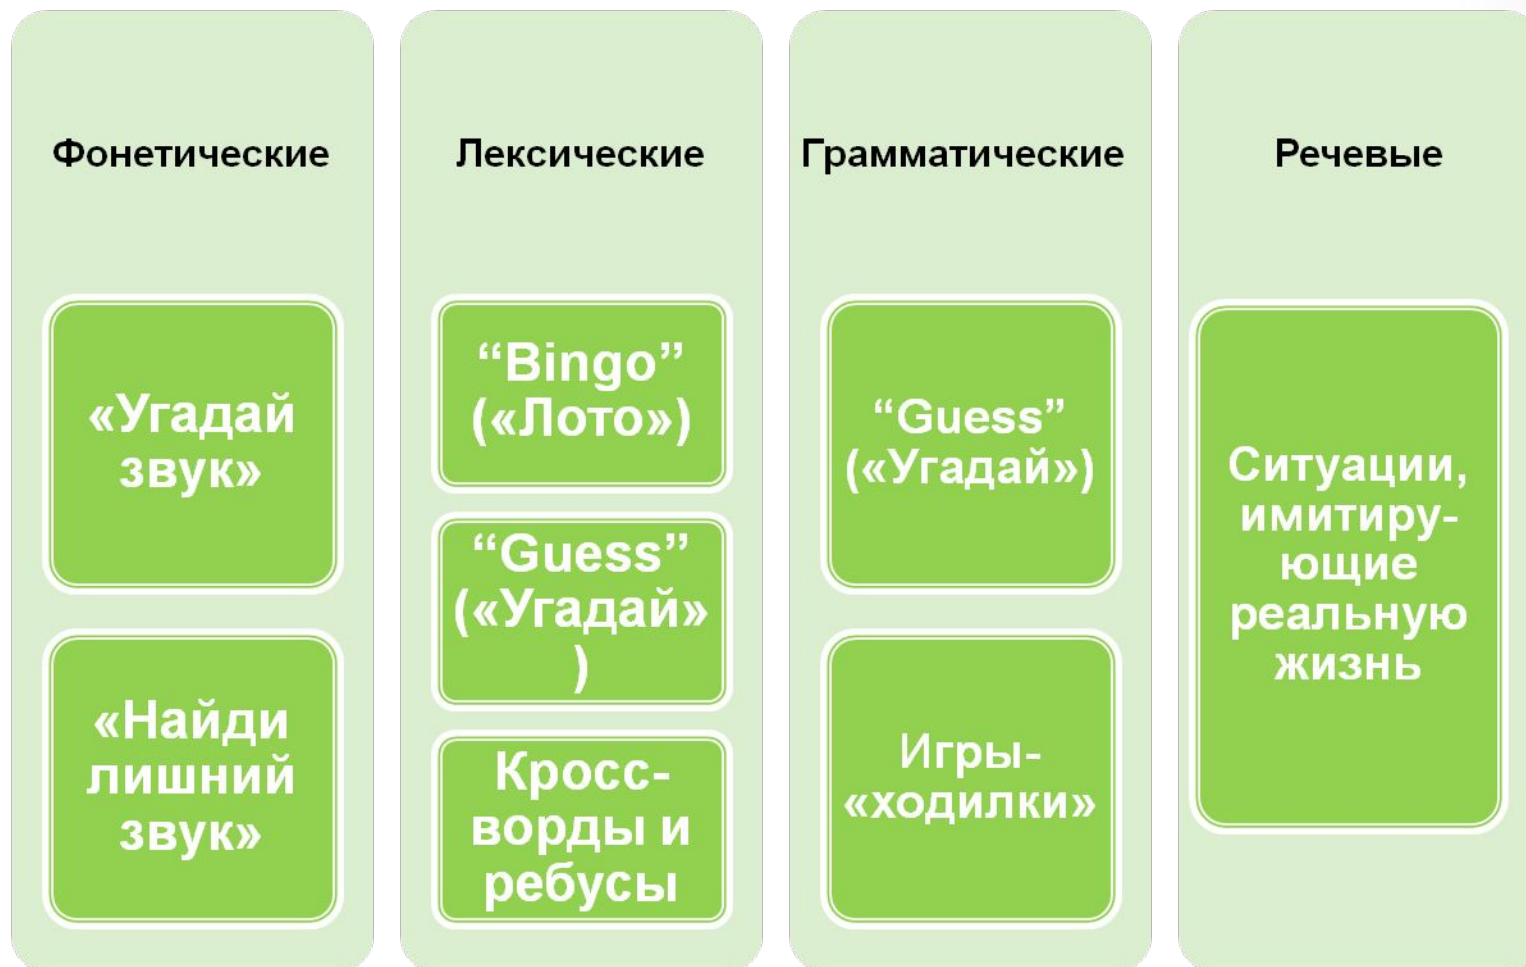 Фонетические
«Угадай
звук»
«Найди
лишний
звук»
Лексические
“Bingo”
(«Лото»)
“Guess”
(«Угадай»
)
Кросс-
ворды и
ребусы
Грамматические
“Guess”
(«Угадай»)
Игры-
«ходилки»
Речевые
Ситуации,
имитиру-
ющие
реальную
жизнь